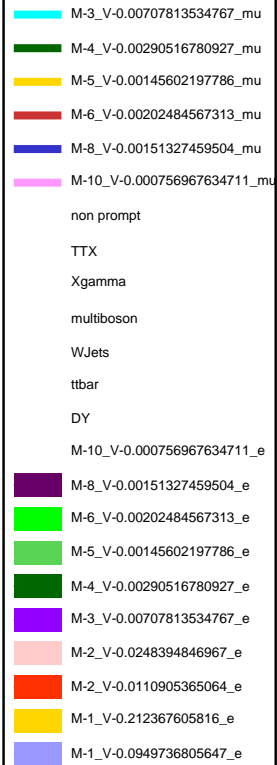 M-3_V-0.00707813534767_mu
M-4_V-0.00290516780927_mu
M-5_V-0.00145602197786_mu
M-6_V-0.00202484567313_mu
M-8_V-0.00151327459504_mu
M-10_V-0.000756967634711_mu
non prompt
TTX
Xgamma
multiboson
WJets
ttbar
DY
M-10_V-0.000756967634711_e
M-8_V-0.00151327459504_e
M-6_V-0.00202484567313_e
M-5_V-0.00145602197786_e
M-4_V-0.00290516780927_e
M-3_V-0.00707813534767_e
M-2_V-0.0248394846967_e
M-2_V-0.0110905365064_e
M-1_V-0.212367605816_e
M-1_V-0.0949736805647_e